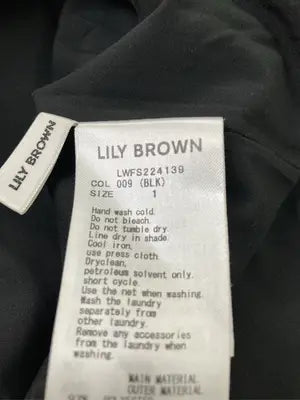 LILY BROWN
LILY BROWN
LWFS224139
COL 009 (BLK)
SIZE 1
Hand wash cold.
Do not bleach.
Do not tumble dry.
Line dry in shade.
Cool iron,
use press cloth.
Dryclean,
petroleum solvent only.
short cycle.
Use the net when washing.
Wash the laundry
separately from
other laundry.
Remove any accessories
from the laundry when
washing.
MAIN MATERIAL
OUTER MATERIAL